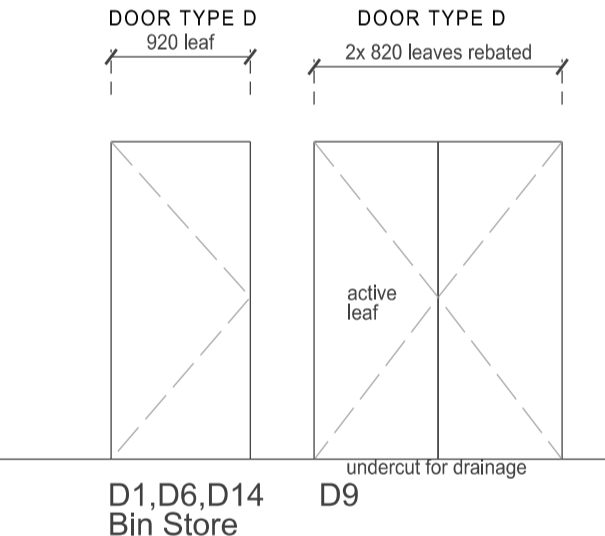 DOOR TYPE D
920 leaf
D1,D6,D14
Bin Store
DOOR TYPE D
2x 820 leaves rebated
active
leaf
undercut for drainage
D9